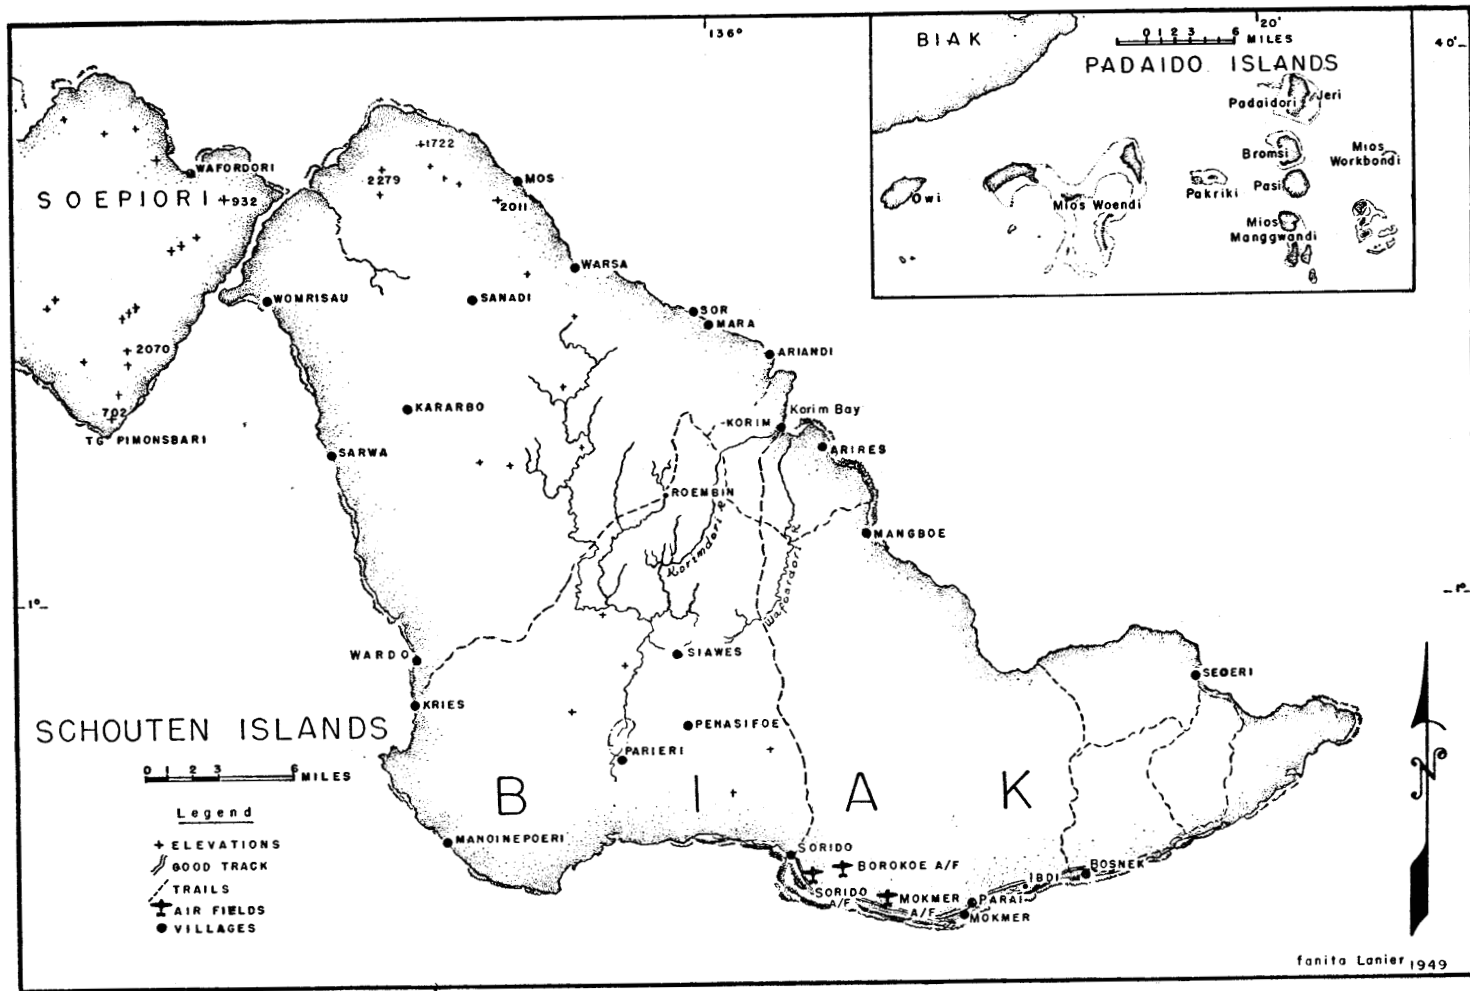 136°
20'
40'
BIAK
0 1 2 3 6
MILES
PADAIDO ISLANDS
Padaidori
Jeri
Bromsi
Mios
Workbondi
Pasi
Pakriki
Owi
Mios Woendi
Mios
Manggwandi
1722
2279
MOS
2011
WAFORDORI
SOEPIORI
932
WARSA
WOMRISAU
SANADI
SOR
MARA
ARIANDI
2070
702
TG PIMONSBARI
KARARBO
Korim Bay
KORIM
ARIRES
SARWA
ROEMBIN
Korimdori R
MANGBOE
Wafoardori R
1°
1°
WARDO
SIAWES
SEOERI
KRIES
PENASIFOE
SCHOUTEN ISLANDS
PARIERI
0 1 2 3 6
MILES
BIAK
Legend
ELEVATIONS
GOOD TRACK
TRAILS
AIR FIELDS
VILLAGES
MANOINEPOERI
SORIDO
BOROKOE A/F
SORIDO
A/F
MOKMER
A/F
IBDI
BOSNEK
PARAI
MOKMER
N
fanita Lanier 1949